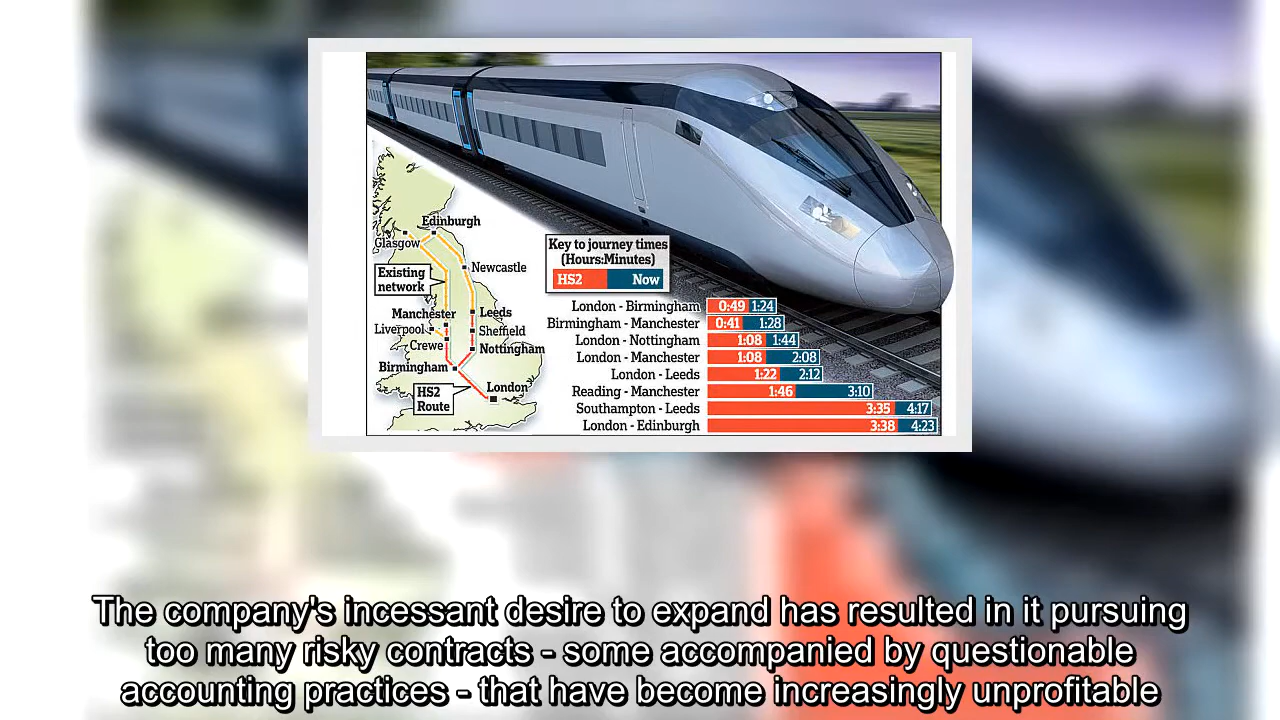 Edinburgh
Glasgow
Existing
network
Newcastle
Manchester
Leeds
Liverpool
Sheffield
Crewe
Nottingham
Birmingham
HS2
Route
London
Key to journey times
(Hours:Minutes)
HS2 Now
London - Birmingham 0:49 1:24
Birmingham - Manchester 0:41 1:28
London - Nottingham 1:08 1:44
London - Manchester 1:08 2:08
London - Leeds 1:22 2:12
Reading - Manchester 1:46 3:10
Southampton - Leeds 3:35 4:17
London - Edinburgh 3:38 4:23
The company's incessant desire to expand has resulted in it pursuing
too many risky contracts - some accompanied by questionable
accounting practices - that have become increasingly unprofitable